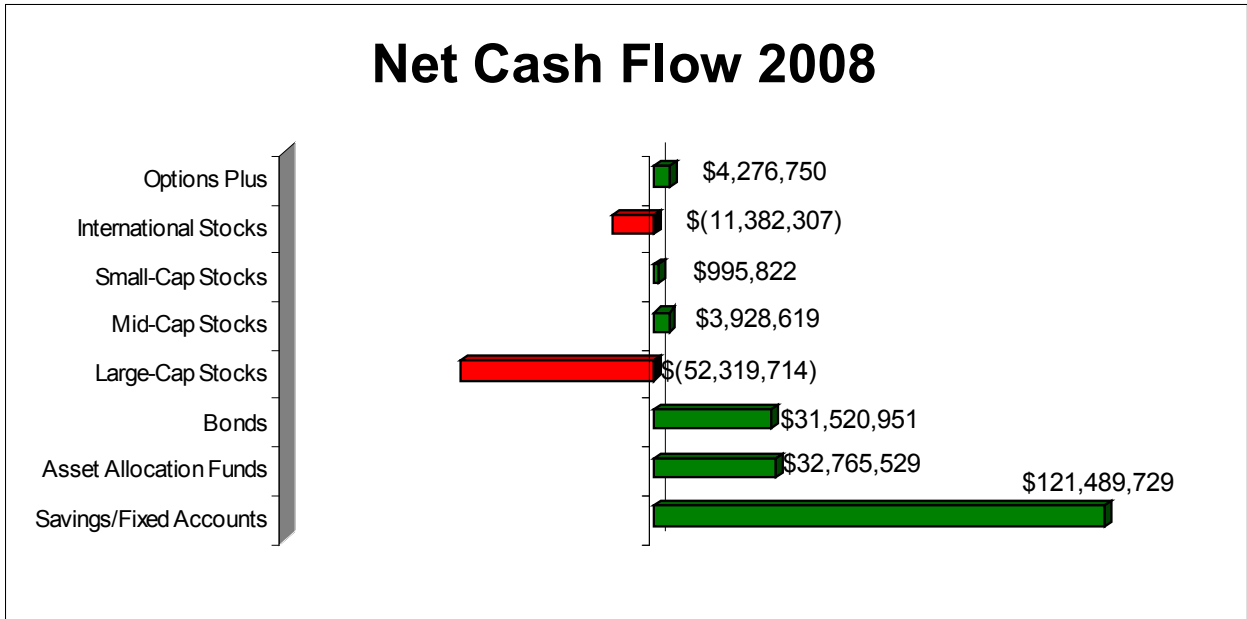 Net Cash Flow 2008
Options Plus $4,276,750
International Stocks $(11,382,307)
Small-Cap Stocks $995,822
Mid-Cap Stocks $3,928,619
Large-Cap Stocks $(52,319,714)
Bonds $31,520,951
Asset Allocation Funds $32,765,529
$121,489,729
Savings/Fixed Accounts